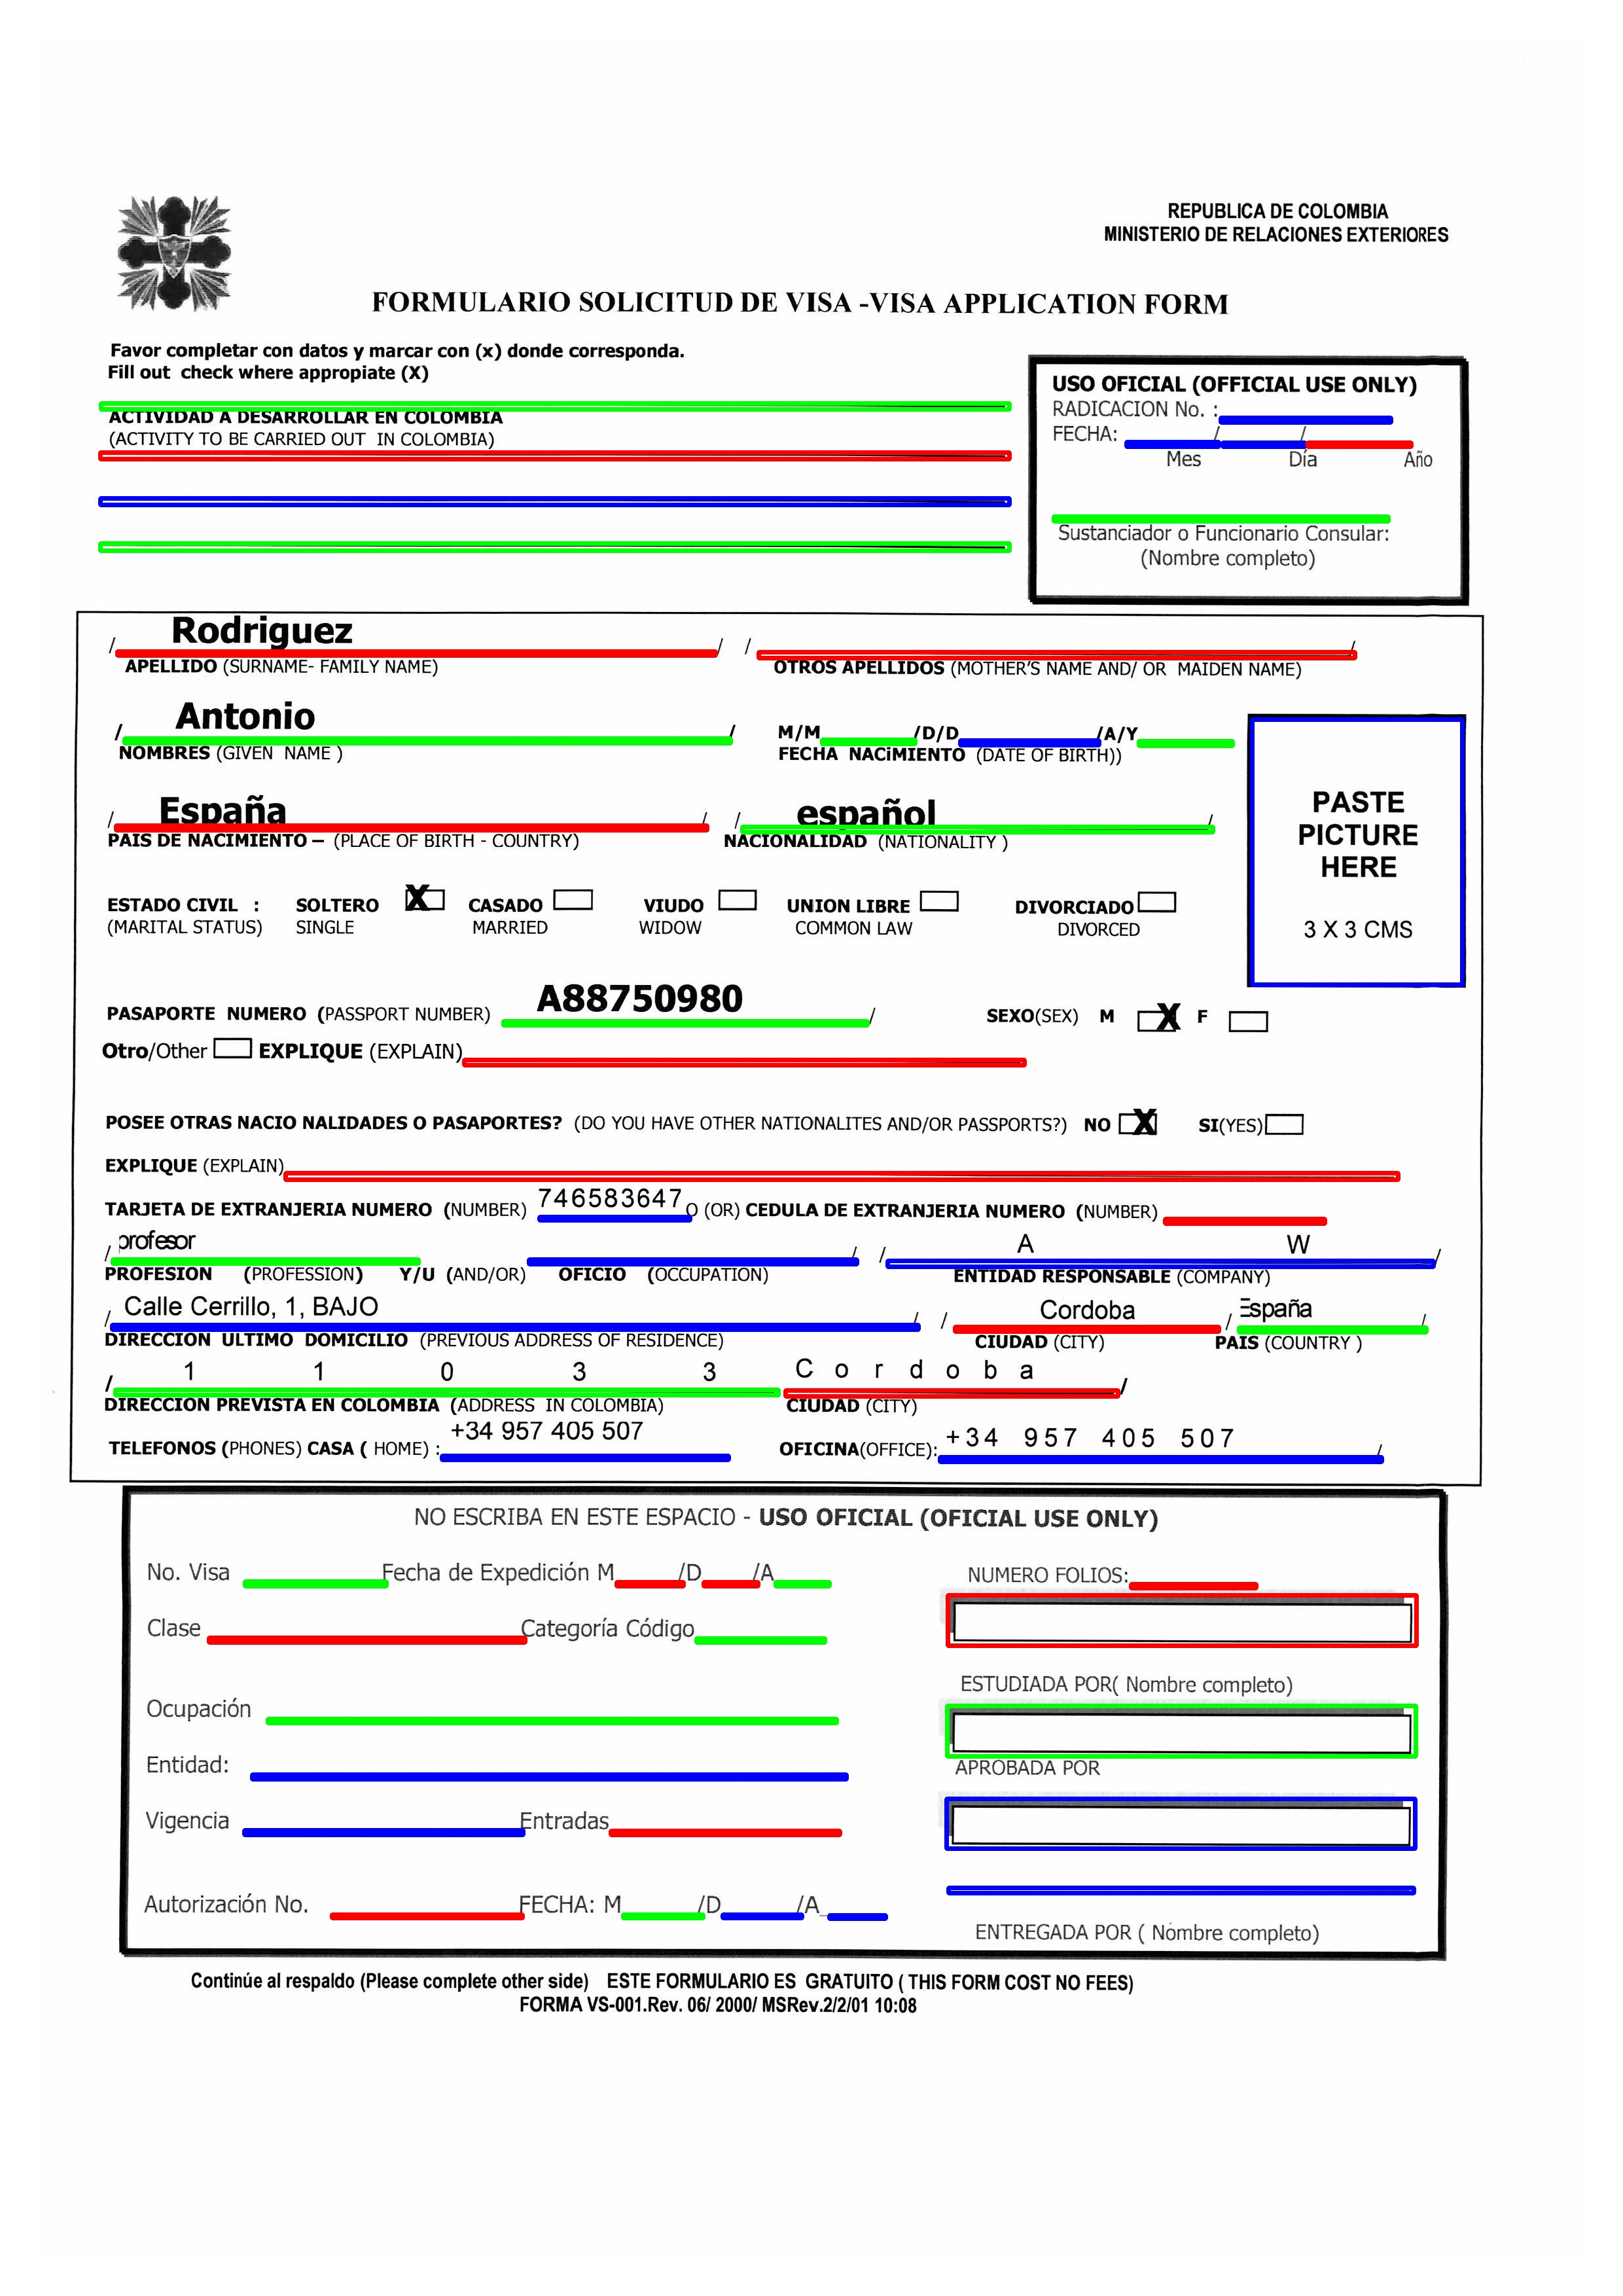 REPUBLICA DE COLOMBIA
MINISTERIO DE RELACIONES EXTERIORES
FORMULARIO SOLICITUD DE VISA -VISA APPLICATION FORM
Favor completar con datos y marcar con (x) donde corresponda.
Fill out check where appropiate (X)
ACTIVIDAD A DESARROLLAR EN COLOMBIA
(ACTIVITY TO BE CARRIED OUT IN COLOMBIA)
USO OFICIAL (OFFICIAL USE ONLY)
RADICACION No. :
FECHA: / /
Mes Día Año
Sustanciador o Funcionario Consular:
(Nombre completo)
/ Rodriguez / / /
APELLIDO (SURNAME- FAMILY NAME) OTROS APELLIDOS (MOTHER'S NAME AND/ OR MAIDEN NAME)
/ Antonio / M/M /D/D /A/Y
NOMBRES (GIVEN NAME ) FECHA NACiMIENTO (DATE OF BIRTH))
/ España / / español /
PAIS DE NACIMIENTO – (PLACE OF BIRTH - COUNTRY) NACIONALIDAD (NATIONALITY )
PASTE
PICTURE
HERE
3 X 3 CMS
ESTADO CIVIL : SOLTERO X CASADO VIUDO UNION LIBRE DIVORCIADO
(MARITAL STATUS) SINGLE MARRIED WIDOW COMMON LAW DIVORCED
PASAPORTE NUMERO (PASSPORT NUMBER) A88750980 / SEXO(SEX) M X F
Otro/Other EXPLIQUE (EXPLAIN)
POSEE OTRAS NACIO NALIDADES O PASAPORTES? (DO YOU HAVE OTHER NATIONALITES AND/OR PASSPORTS?) NO X SI(YES)
EXPLIQUE (EXPLAIN)
TARJETA DE EXTRANJERIA NUMERO (NUMBER) 746583647 O (OR) CEDULA DE EXTRANJERIA NUMERO (NUMBER)
/ profesor / / A W /
PROFESION (PROFESSION) Y/U (AND/OR) OFICIO (OCCUPATION) ENTIDAD RESPONSABLE (COMPANY)
/ Calle Cerrillo, 1, BAJO / / Cordoba / España /
DIRECCION ULTIMO DOMICILIO (PREVIOUS ADDRESS OF RESIDENCE) CIUDAD (CITY) PAIS (COUNTRY )
/ 1 1 0 3 3 C o r d o b a /
DIRECCION PREVISTA EN COLOMBIA (ADDRESS IN COLOMBIA) CIUDAD (CITY)
TELEFONOS (PHONES) CASA ( HOME) : +34 957 405 507 OFICINA(OFFICE): +34 957 405 507 /
NO ESCRIBA EN ESTE ESPACIO - USO OFICIAL (OFICIAL USE ONLY)
No. Visa Fecha de Expedición M /D /A NUMERO FOLIOS:
Clase Categoría Código
ESTUDIADA POR( Nombre completo)
Ocupación
Entidad: APROBADA POR
Vigencia Entradas
Autorización No. FECHA: M /D /A
ENTREGADA POR ( Nombre completo)
Continúe al respaldo (Please complete other side) ESTE FORMULARIO ES GRATUITO ( THIS FORM COST NO FEES)
FORMA VS-001.Rev. 06/ 2000/ MSRev.2/2/01 10:08